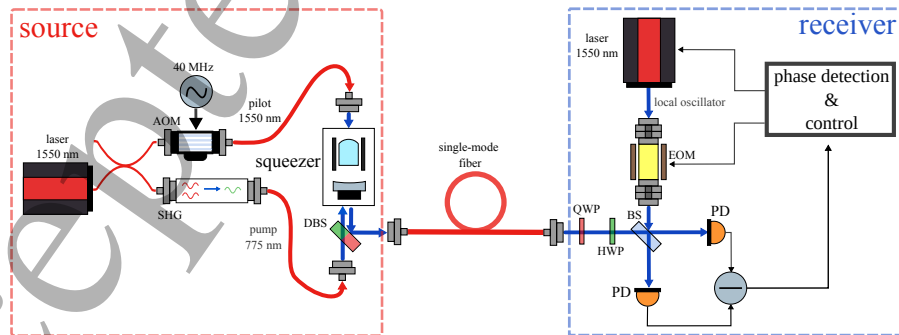 source
receiver
40 MHz
AOM
pilot
1550 nm
laser
1550 nm
squeezer
SHG
pump
775 nm
DBS
single-mode
fiber
laser
1550 nm
local oscillator
phase detection
&
control
EOM
QWP
HWP
BS
PD
PD